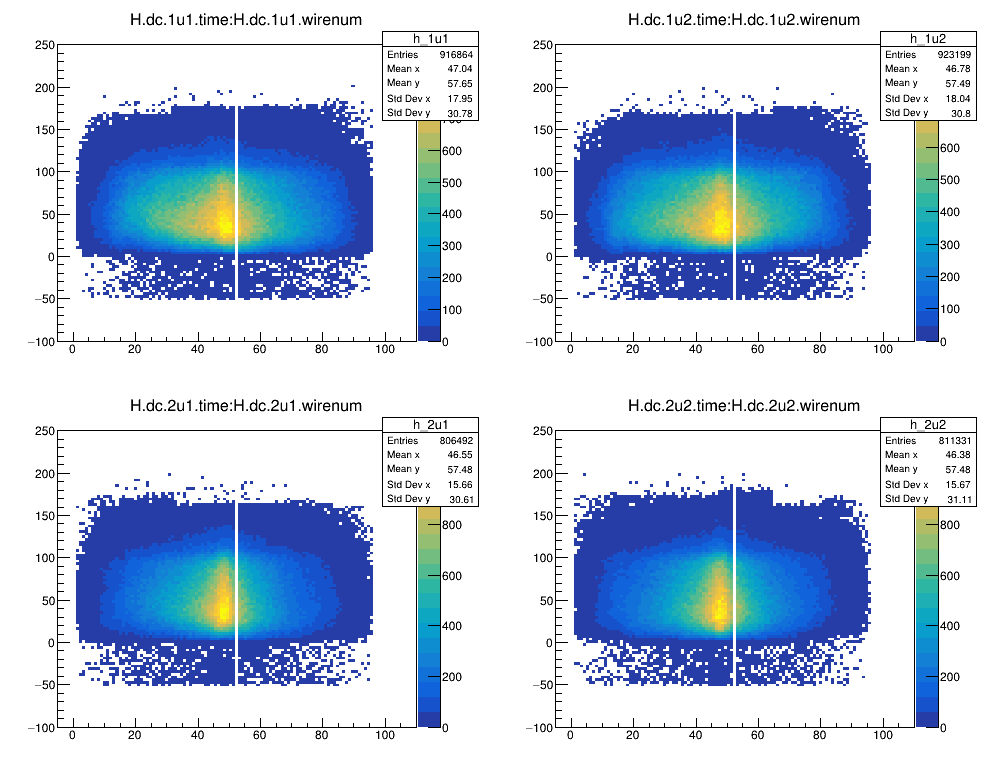 H.dc.1u1.time:H.dc.1u1.wirenum
h_1u1
Entries 916864
Mean x 47.04
Mean y 57.65
Std Dev x 17.95
Std Dev y 30.78
250
200
150
100
50
0
−50
−100
0 20 40 60 80 100
600
500
400
300
200
100
0
H.dc.1u2.time:H.dc.1u2.wirenum
h_1u2
Entries 923199
Mean x 46.78
Mean y 57.49
Std Dev x 18.04
Std Dev y 30.8
250
200
150
100
50
0
−50
−100
0 20 40 60 80 100
600
500
400
300
200
100
0
H.dc.2u1.time:H.dc.2u1.wirenum
h_2u1
Entries 806492
Mean x 46.55
Mean y 57.48
Std Dev x 15.66
Std Dev y 30.61
250
200
150
100
50
0
−50
−100
0 20 40 60 80 100
800
600
400
200
0
H.dc.2u2.time:H.dc.2u2.wirenum
h_2u2
Entries 811331
Mean x 46.38
Mean y 57.48
Std Dev x 15.67
Std Dev y 31.11
250
200
150
100
50
0
−50
−100
0 20 40 60 80 100
800
600
400
200
0